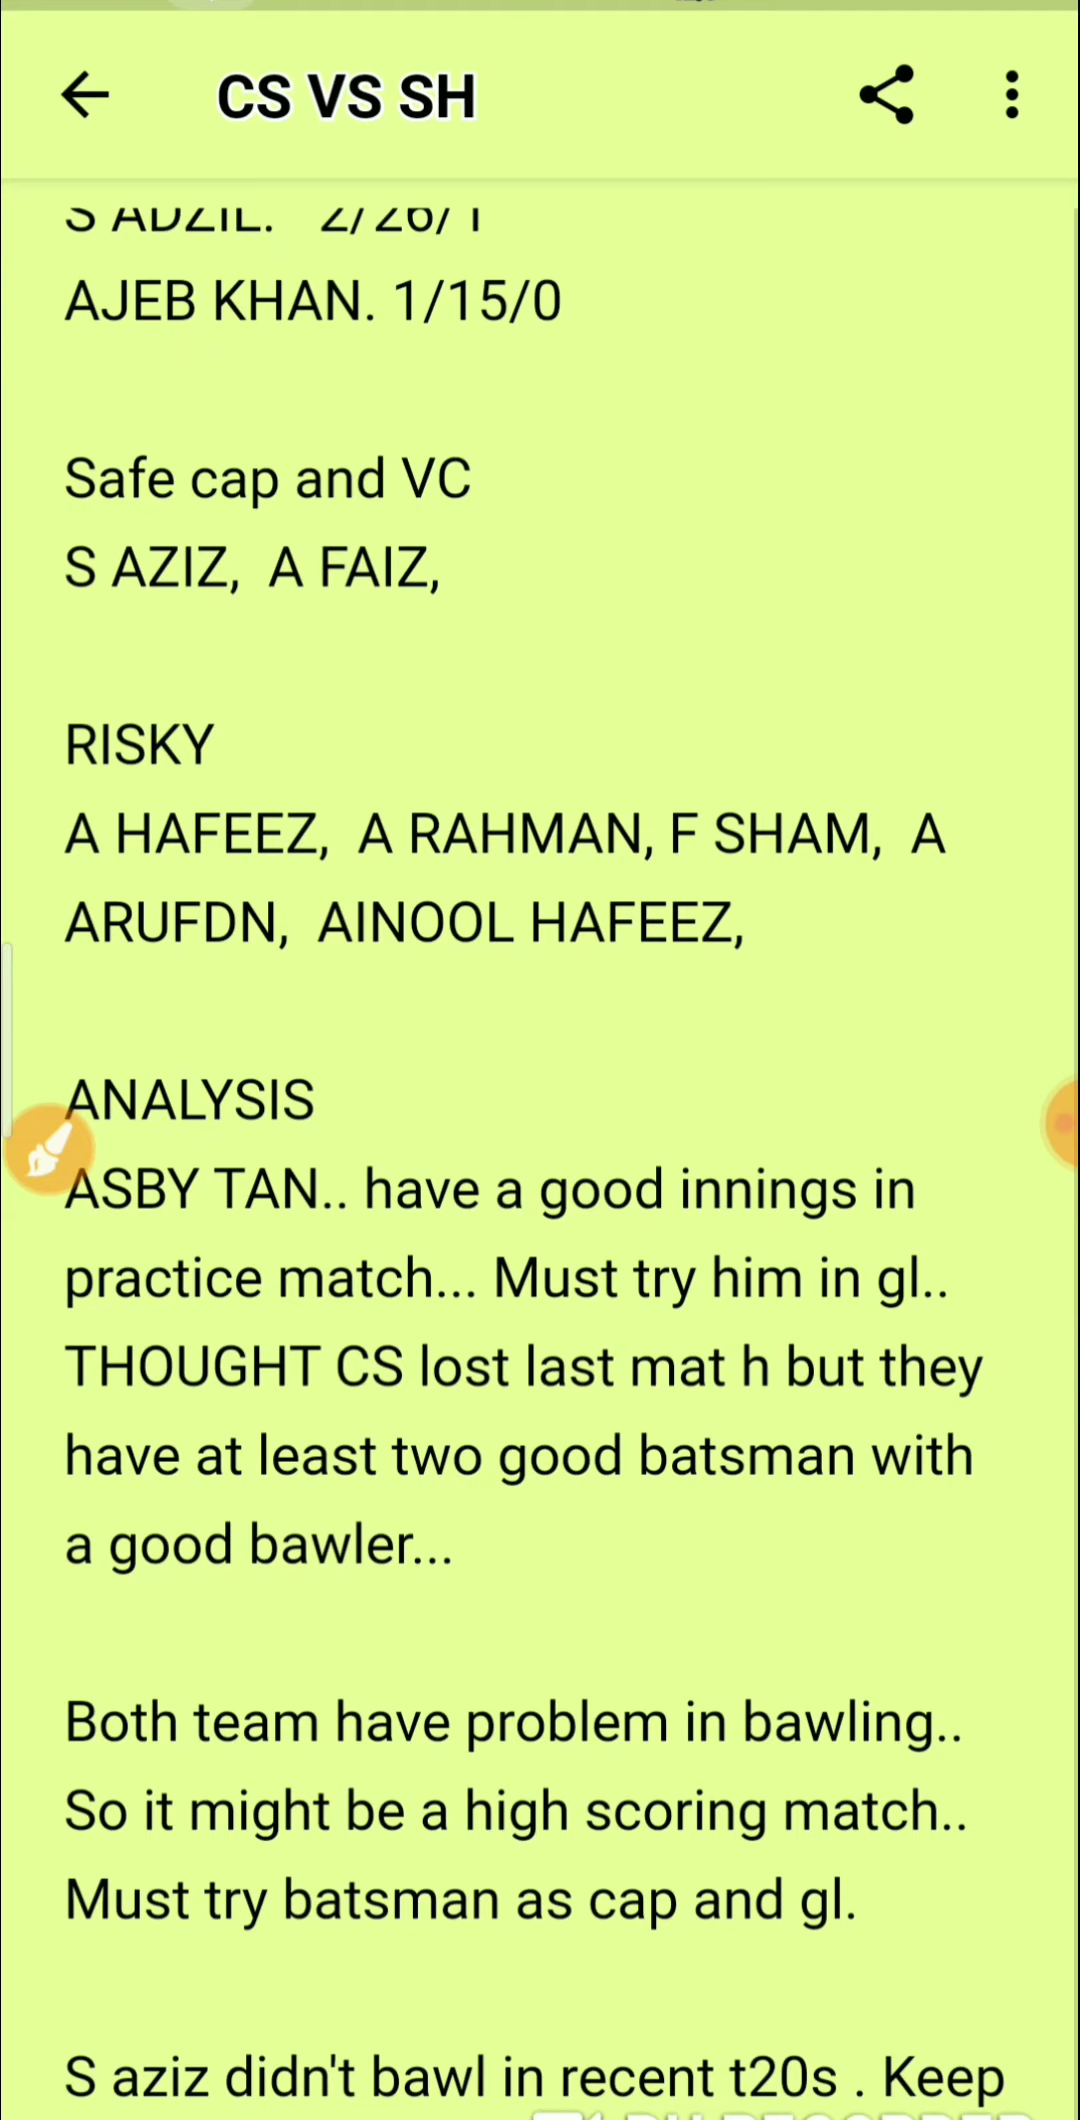 CS VS SH
S ADZIL. 2/26/1
AJEB KHAN. 1/15/0
Safe cap and VC
S AZIZ, A FAIZ,
RISKY
A HAFEEZ, A RAHMAN, F SHAM, A
ARUFDN, AINOOL HAFEEZ,
ANALYSIS
ASBY TAN.. have a good innings in
practice match... Must try him in gl..
THOUGHT CS lost last mat h but they
have at least two good batsman with
a good bawler...
Both team have problem in bawling..
So it might be a high scoring match..
Must try batsman as cap and gl.
S aziz didn't bawl in recent t20s . Keep